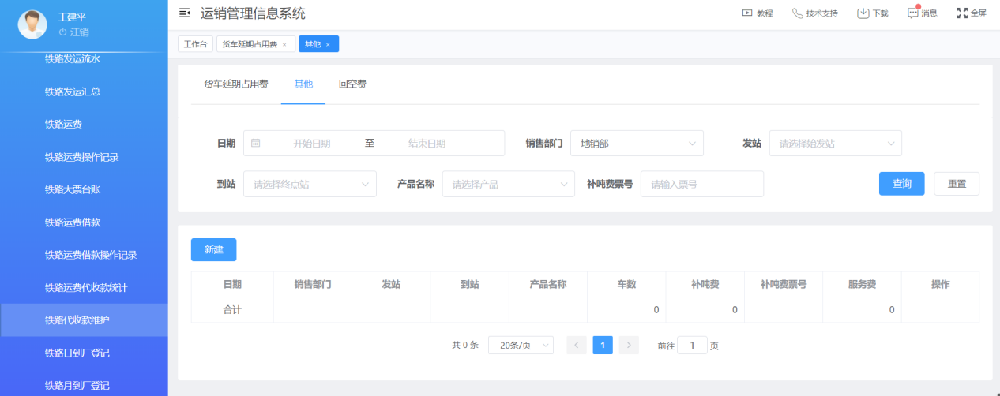 王建平
注销
铁路发运流水
铁路发运汇总
铁路运费
铁路运费操作记录
铁路大票台账
铁路运费借款
铁路运费借款操作记录
铁路运费代收款统计
铁路代收款维护
铁路日到厂登记
铁路月到厂登记
运销管理信息系统
教程 技术支持 下载 消息 全屏
工作台 货车延期占用费 × 其他 ×
货车延期占用费 其他 回空费
日期 开始日期 至 结束日期 销售部门 地销部 发站 请选择始发站
到站 请选择终点站 产品名称 请选择产品 补吨费票号 请输入票号 查询 重置
新建
日期 销售部门 发站 到站 产品名称 车数 补吨费 补吨费票号 服务费 操作
合计 0 0 0
共 0 条 20条/页 < 1 > 前往 1 页